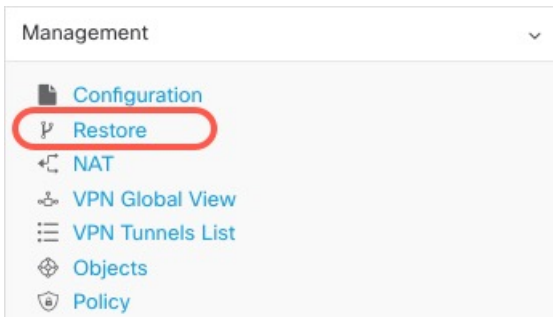 Management
Configuration
Restore
NAT
VPN Global View
VPN Tunnels List
Objects
Policy